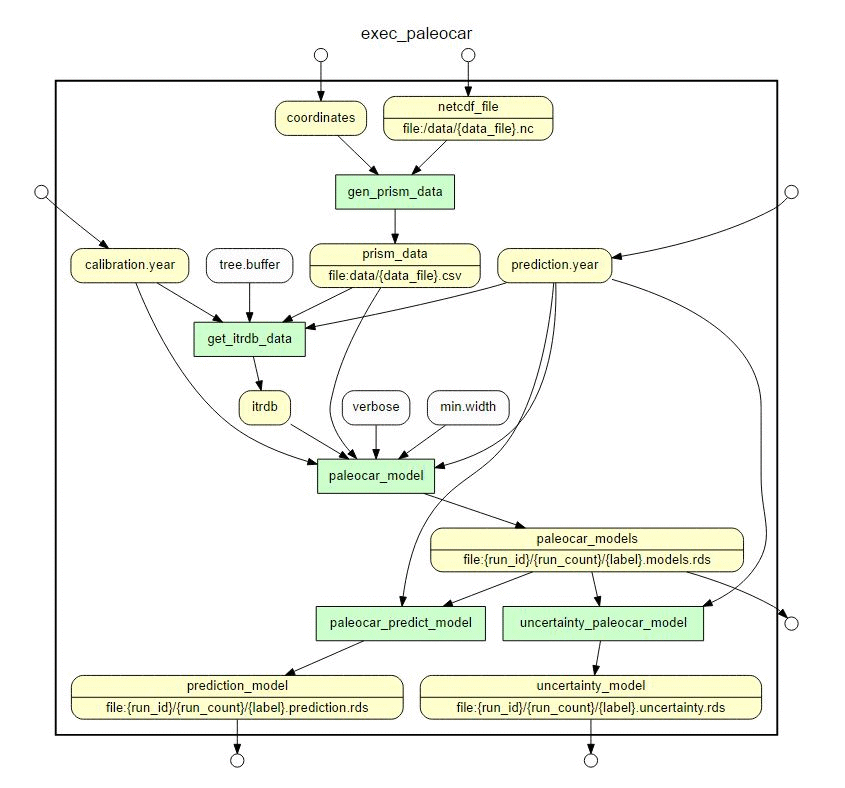 exec_paleocar
coordinates
netcdf_file
file:/data/{data_file}.nc
gen_prism_data
calibration.year
tree.buffer
prism_data
file:data/{data_file}.csv
prediction.year
get_itrdb_data
itrdb
verbose
min.width
paleocar_model
paleocar_models
file:{run_id}/{run_count}/{label}.models.rds
paleocar_predict_model
uncertainty_paleocar_model
prediction_model
file:{run_id}/{run_count}/{label}.prediction.rds
uncertainty_model
file:{run_id}/{run_count}/{label}.uncertainty.rds